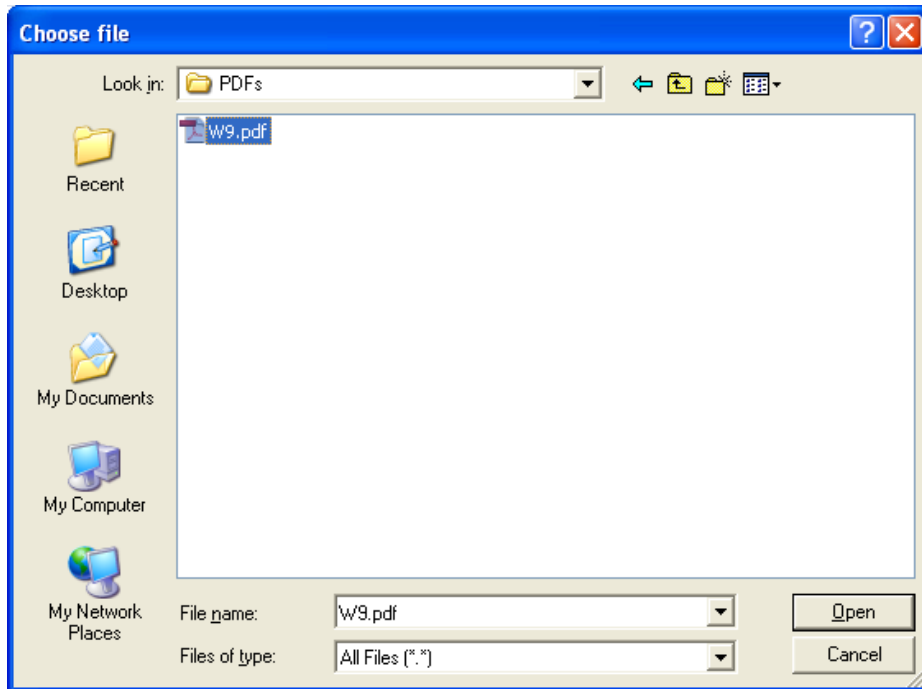 Choose file
Look in: PDFs
W9.pdf
Recent
Desktop
My Documents
My Computer
My Network
Places
File name: W9.pdf Open
Files of type: All Files (*.*) Cancel